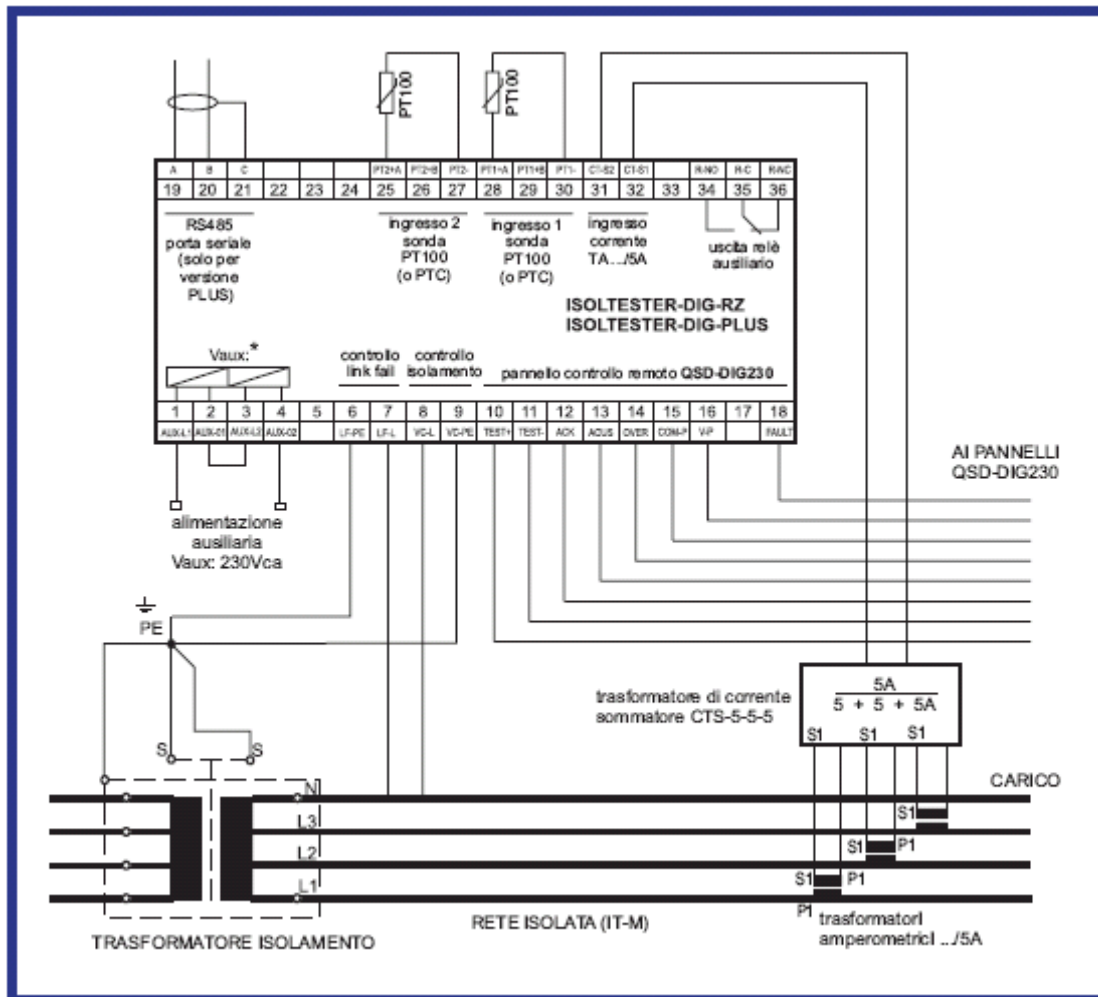 PT100
PT100
A B C PT2+A PT2+B PT2- PT1+A PT1+B PT1- CT-S2 CT-S1 R-NO R-C R-NC
19 20 21 22 23 24 25 26 27 28 29 30 31 32 33 34 35 36
RS485
porta seriale
(solo per
versione
PLUS)
ingresso 2
sonda
PT100
(o PTC)
ingresso 1
sonda
PT100
(o PTC)
ingresso
corrente
TA .../5A
uscita relè
ausiliario
ISOLTESTER-DIG-RZ
ISOLTESTER-DIG-PLUS
Vaux:*
controllo
link fail
controllo
isolamento
pannello controllo remoto QSD-DIG230
1 2 3 4 5 6 7 8 9 10 11 12 13 14 15 16 17 18
AUX-L1 AUX-01 AUX-L2 AUX-02 LF-PE LF-L VC-L VC-PE TEST+ TEST- ACK ACUS OVER COM-P V-P FAULT
AI PANNELLI
QSD-DIG230
alimentazione
ausiliaria
Vaux: 230Vca
PE
trasformatore di corrente
sommatore CTS-5-5-5
5A
5 + 5 + 5A
S1 S1 S1
S S
CARICO
N
L3
L2
L1
S1
S1 P1
S1 P1
P1
RETE ISOLATA (IT-M)
trasformatorI
amperometricI .../5A
TRASFORMATORE ISOLAMENTO